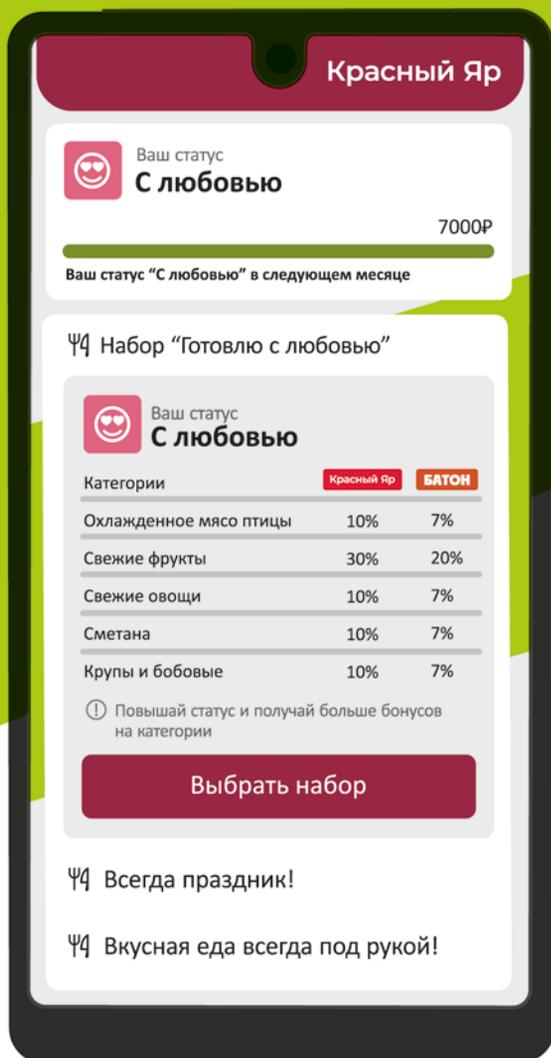 Красный Яр
Ваш статус
С любовью
7000₽
Ваш статус “С любовью” в следующем месяце
Набор “Готовлю с любовью”
Ваш статус
С любовью
Категории Красный Яр БАТОН
Охлажденное мясо птицы 10% 7%
Свежие фрукты 30% 20%
Свежие овощи 10% 7%
Сметана 10% 7%
Крупы и бобовые 10% 7%
Повышай статус и получай больше бонусов
на категории
Выбрать набор
Всегда праздник!
Вкусная еда всегда под рукой!